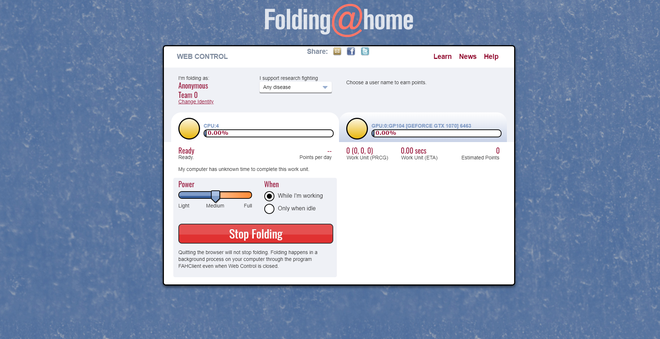 Folding@home
Share:
WEB CONTROL
Learn News Help
I'm folding as:
Anonymous
Team 0
Change Identity
I support research fighting
Any disease
Choose a user name to earn points.
CPU:4
0.00%
GPU:0:GP104 [GEFORCE GTX 1070] 6463
0.00%
Ready
Ready.
--
Points per day
0 (0, 0, 0)
Work Unit (PRCG)
0.00 secs
Work Unit (ETA)
0
Estimated Points
My computer has unknown time to complete this work unit.
Power
Light Medium Full
When
While I'm working
Only when idle
Stop Folding
Quitting the browser will not stop folding. Folding happens in a
background process on your computer through the program
FAHClient even when Web Control is closed.